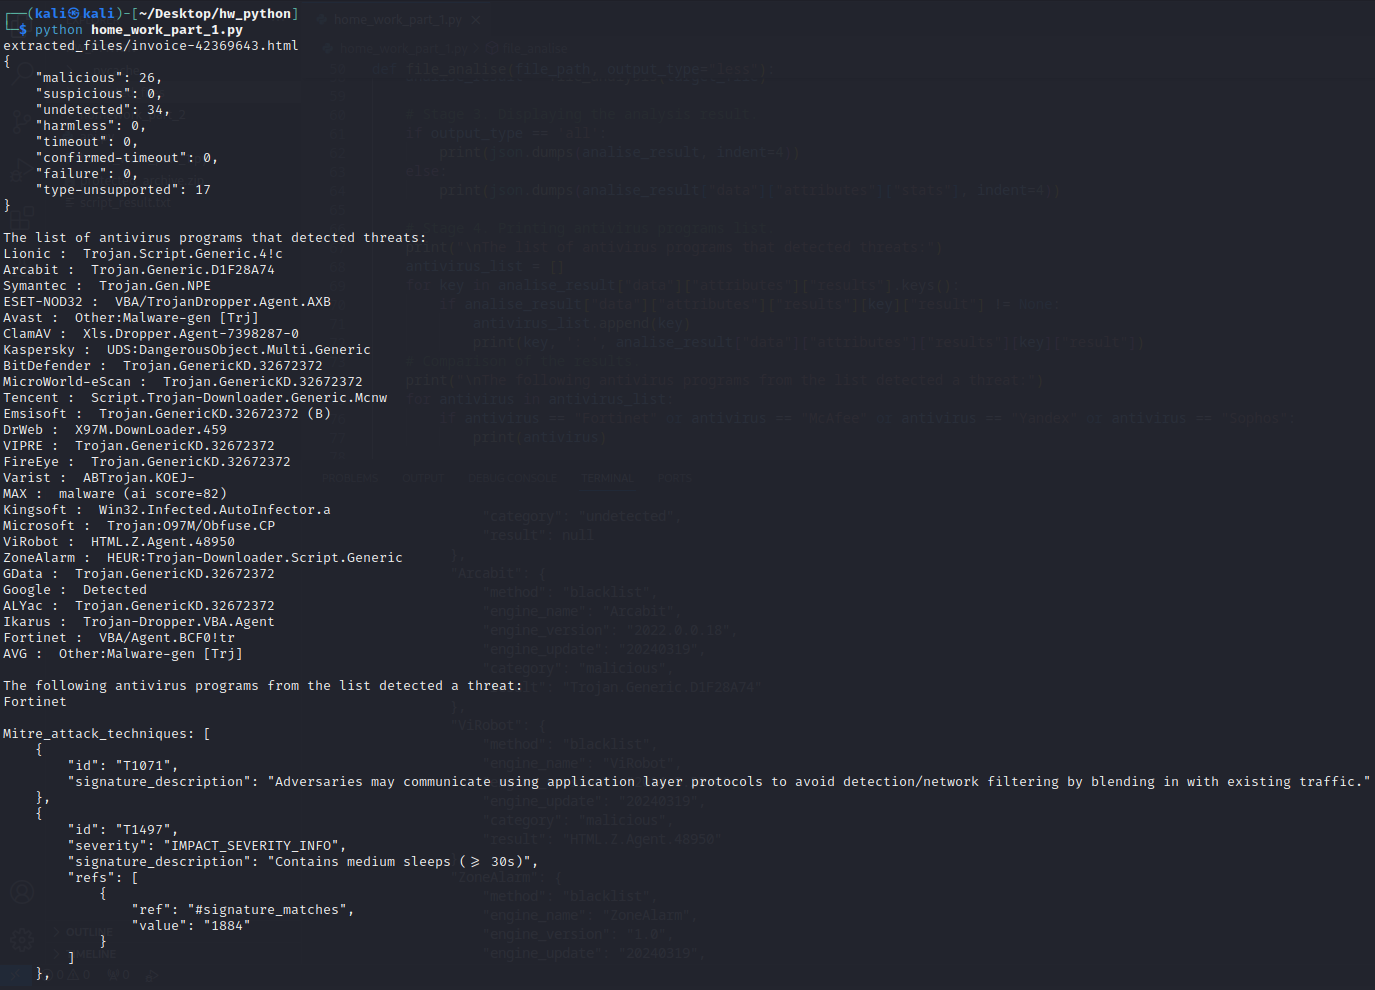 ┌──(kali㉿kali)-[~/Desktop/hw_python]
└─$ python home_work_part_1.py
extracted_files/invoice-42369643.html
{
    "malicious": 26,
    "suspicious": 0,
    "undetected": 34,
    "harmless": 0,
    "timeout": 0,
    "confirmed-timeout": 0,
    "failure": 0,
    "type-unsupported": 17
}

The list of antivirus programs that detected threats:
Lionic :  Trojan.Script.Generic.4!c
Arcabit :  Trojan.Generic.D1F28A74
Symantec :  Trojan.Gen.NPE
ESET-NOD32 :  VBA/TrojanDropper.Agent.AXB
Avast :  Other:Malware-gen [Trj]
ClamAV :  Xls.Dropper.Agent-7398287-0
Kaspersky :  UDS:DangerousObject.Multi.Generic
BitDefender :  Trojan.GenericKD.32672372
MicroWorld-eScan :  Trojan.GenericKD.32672372
Tencent :  Script.Trojan-Downloader.Generic.Mcnw
Emsisoft :  Trojan.GenericKD.32672372 (B)
DrWeb :  X97M.DownLoader.459
VIPRE :  Trojan.GenericKD.32672372
FireEye :  Trojan.GenericKD.32672372
Varist :  ABTrojan.KOEJ-
MAX :  malware (ai score=82)
Kingsoft :  Win32.Infected.AutoInfector.a
Microsoft :  Trojan:O97M/Obfuse.CP
ViRobot :  HTML.Z.Agent.48950
ZoneAlarm :  HEUR:Trojan-Downloader.Script.Generic
GData :  Trojan.GenericKD.32672372
Google :  Detected
ALYac :  Trojan.GenericKD.32672372
Ikarus :  Trojan-Dropper.VBA.Agent
Fortinet :  VBA/Agent.BCF0!tr
AVG :  Other:Malware-gen [Trj]

The following antivirus programs from the list detected a threat:
Fortinet

Mitre_attack_techniques: [
    {
        "id": "T1071",
        "signature_description": "Adversaries may communicate using application layer protocols to avoid detection/network filtering by blending in with existing traffic."
    },
    {
        "id": "T1497",
        "severity": "IMPACT_SEVERITY_INFO",
        "signature_description": "Contains medium sleeps (≥ 30s)",
        "refs": [
            {
                "ref": "#signature_matches",
                "value": "1884"
            }
        ]
    },